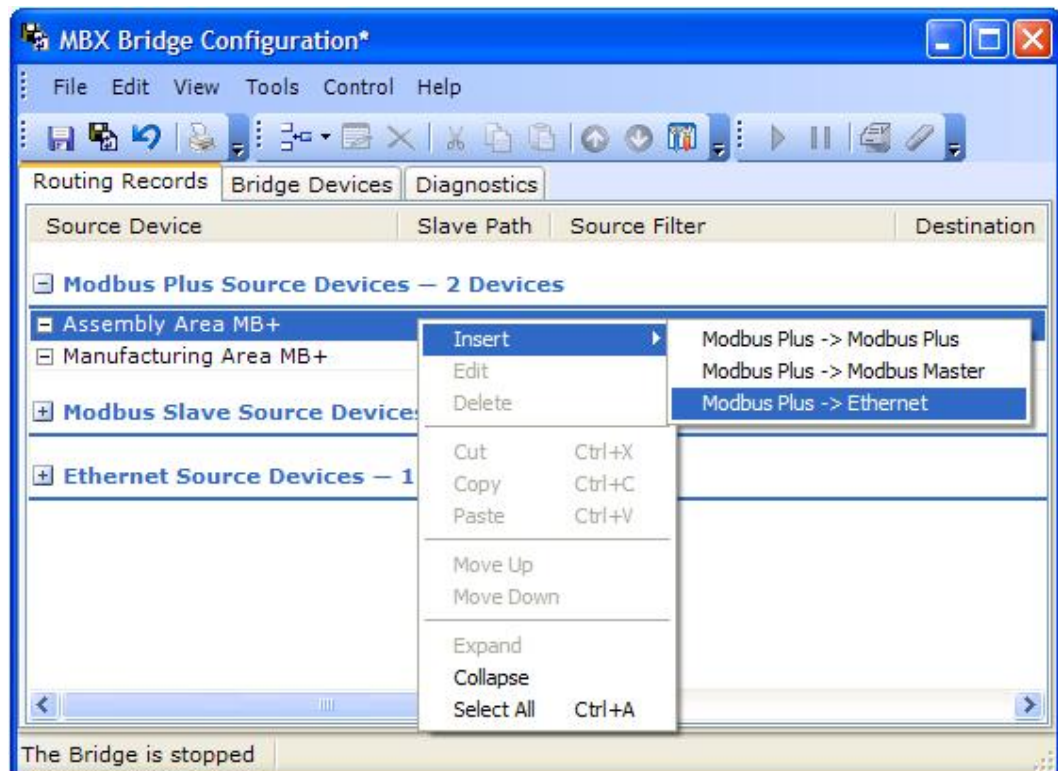 MBX Bridge Configuration*
File Edit View Tools Control Help
Routing Records Bridge Devices Diagnostics
Source Device Slave Path Source Filter Destination
Modbus Plus Source Devices — 2 Devices
Assembly Area MB+
Manufacturing Area MB+
Modbus Slave Source Devices
Ethernet Source Devices — 1
Insert
Edit
Delete
Cut Ctrl+X
Copy Ctrl+C
Paste Ctrl+V
Move Up
Move Down
Expand
Collapse
Select All Ctrl+A
Modbus Plus -> Modbus Plus
Modbus Plus -> Modbus Master
Modbus Plus -> Ethernet
The Bridge is stopped